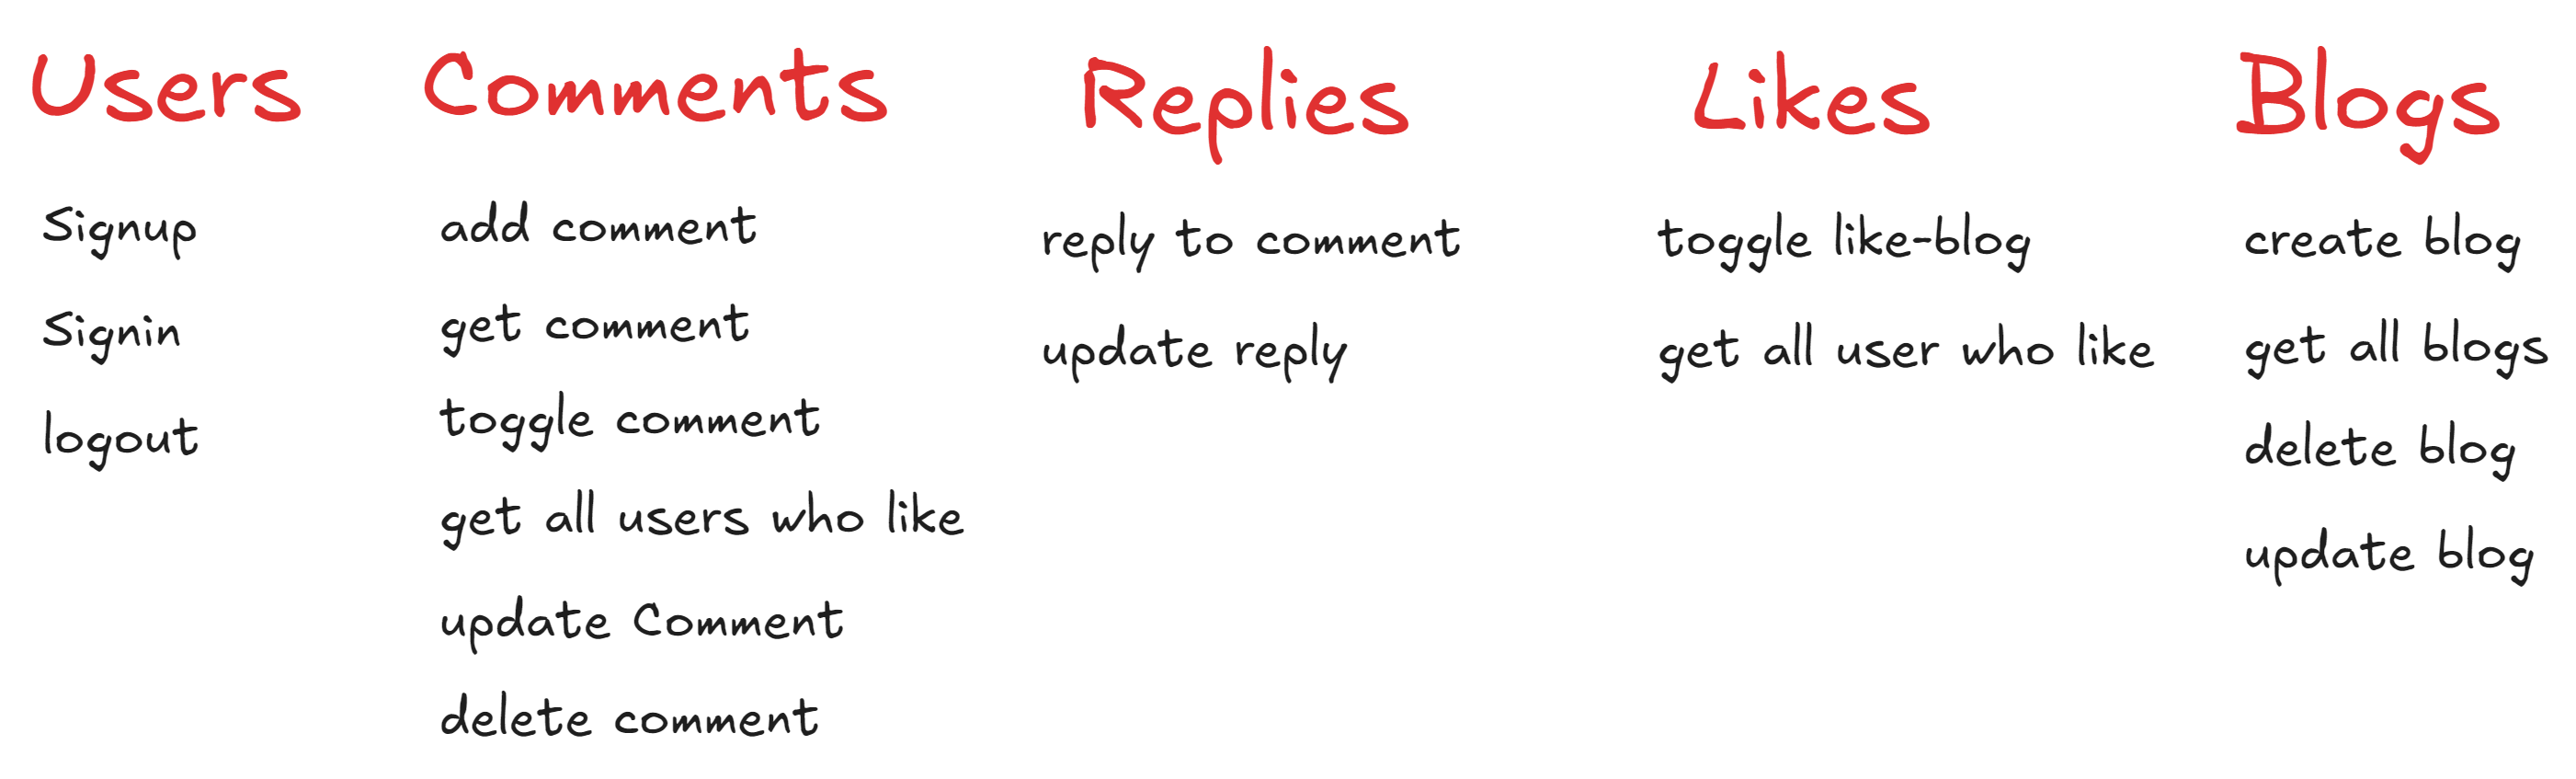 Users
Signup
Signin
logout
Comments
add comment
get comment
toggle comment
get all users who like
update Comment
delete comment
Replies
reply to comment
update reply
Likes
toggle like-blog
get all user who like
Blogs
create blog
get all blogs
delete blog
update blog